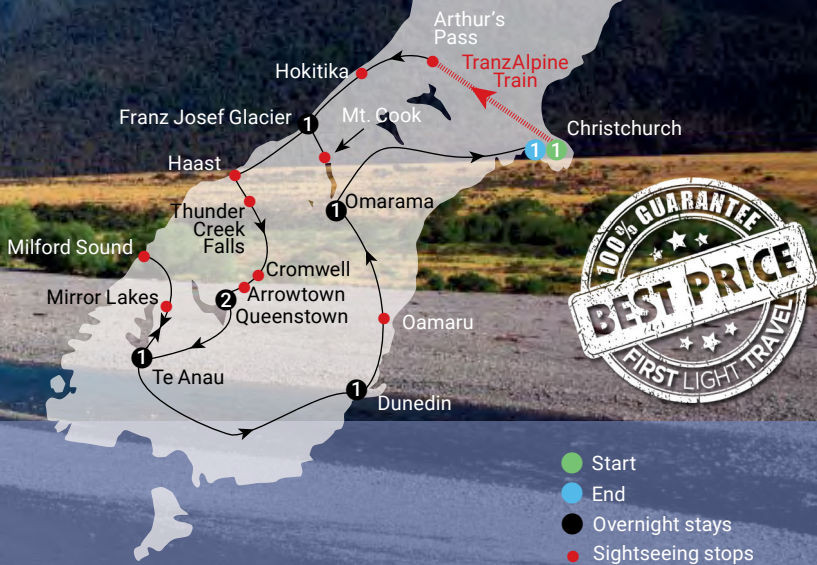 Arthur's
Pass
TranzAlpine
Train
Hokitika
Mt. Cook
Franz Josef Glacier
1
Christchurch
1
1
Haast
Omarama
1
Thunder
Creek
Falls
Milford Sound
Cromwell
Mirror Lakes
Arrowtown
2
Queenstown
Oamaru
1
Te Anau
1
Dunedin
100% GUARANTEE
BEST PRICE
FIRST LIGHT TRAVEL
Start
End
Overnight stays
Sightseeing stops